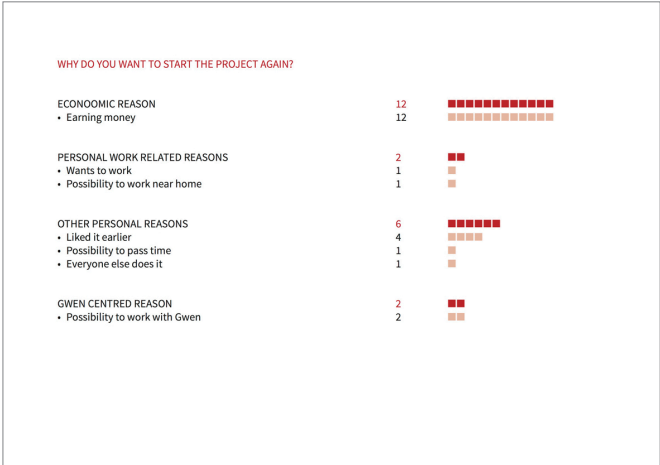 WHY DO YOU WANT TO START THE PROJECT AGAIN?
ECONOOMIC REASON 12
• Earning money 12
PERSONAL WORK RELATED REASONS 2
• Wants to work 1
• Possibility to work near home 1
OTHER PERSONAL REASONS 6
• Liked it earlier 4
• Possibility to pass time 1
• Everyone else does it 1
GWEN CENTRED REASON 2
• Possibility to work with Gwen 2